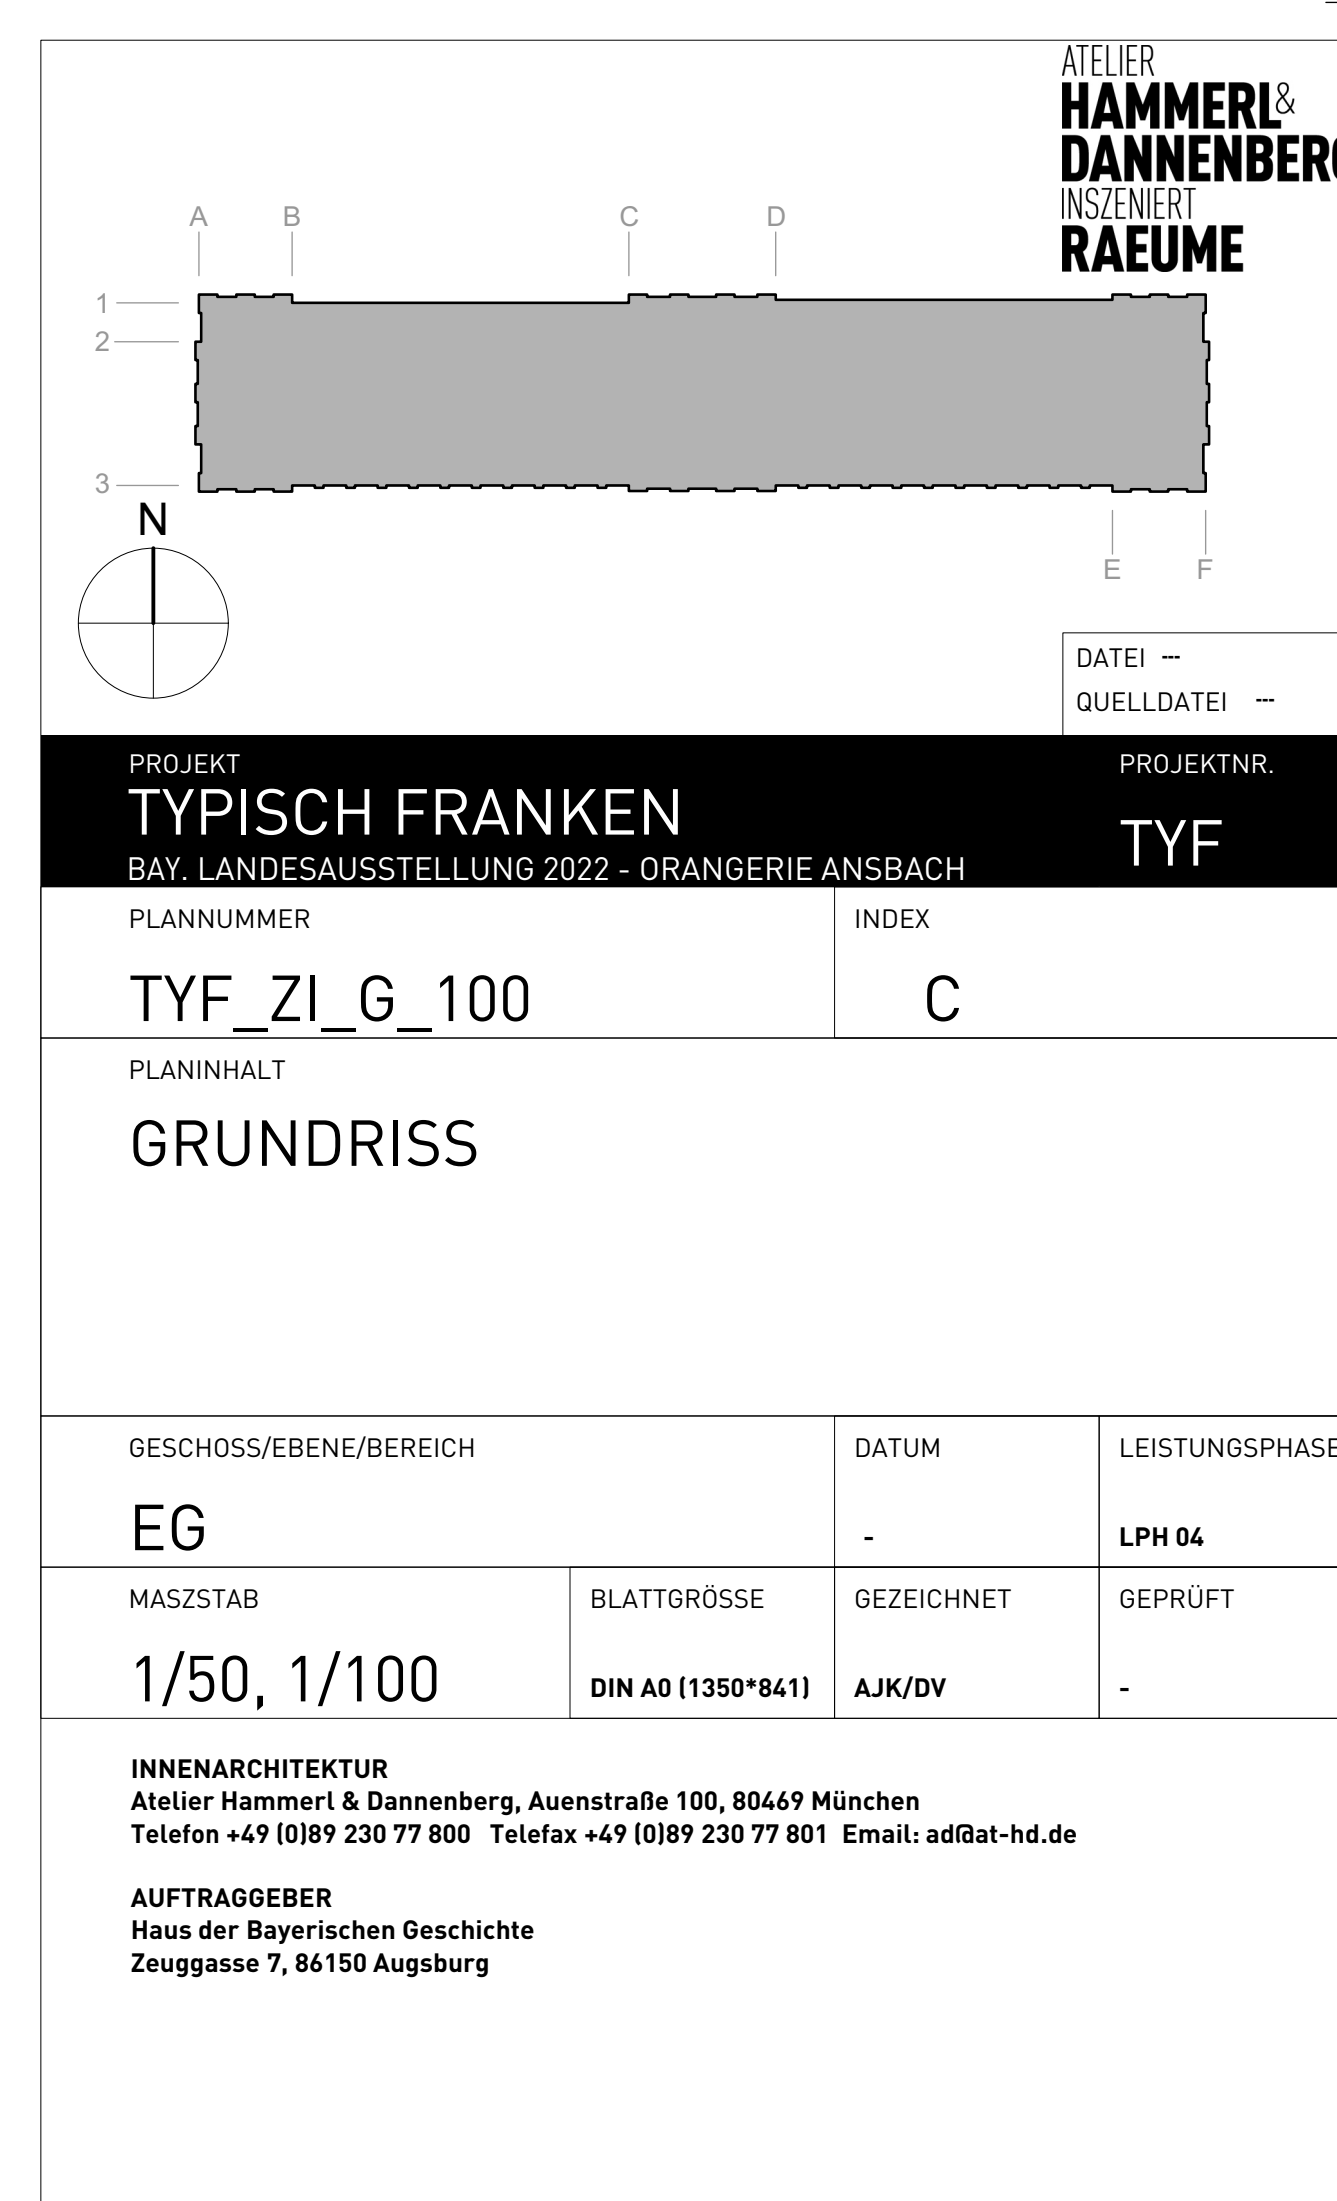 ATELIER
HAMMERL&
DANNENBERG
INSZENIERT
RAEUME
A B C D
1
2
3
N
E F
DATEI ---
QUELLDATEI ---
PROJEKT PROJEKTNR.
TYPISCH FRANKEN TYF
BAY. LANDESAUSSTELLUNG 2022 - ORANGERIE ANSBACH
PLANNUMMER INDEX
TYF_ZI_G_100 C
PLANINHALT
GRUNDRISS
GESCHOSS/EBENE/BEREICH DATUM LEISTUNGSPHASE
EG - LPH 04
MASZSTAB BLATTGRÖSSE GEZEICHNET GEPRÜFT
1/50, 1/100 DIN A0 (1350*841) AJK/DV -
INNENARCHITEKTUR
Atelier Hammerl & Dannenberg, Auenstraße 100, 80469 München
Telefon +49 (0)89 230 77 800 Telefax +49 (0)89 230 77 801 Email: ad@at-hd.de
AUFTRAGGEBER
Haus der Bayerischen Geschichte
Zeuggasse 7, 86150 Augsburg